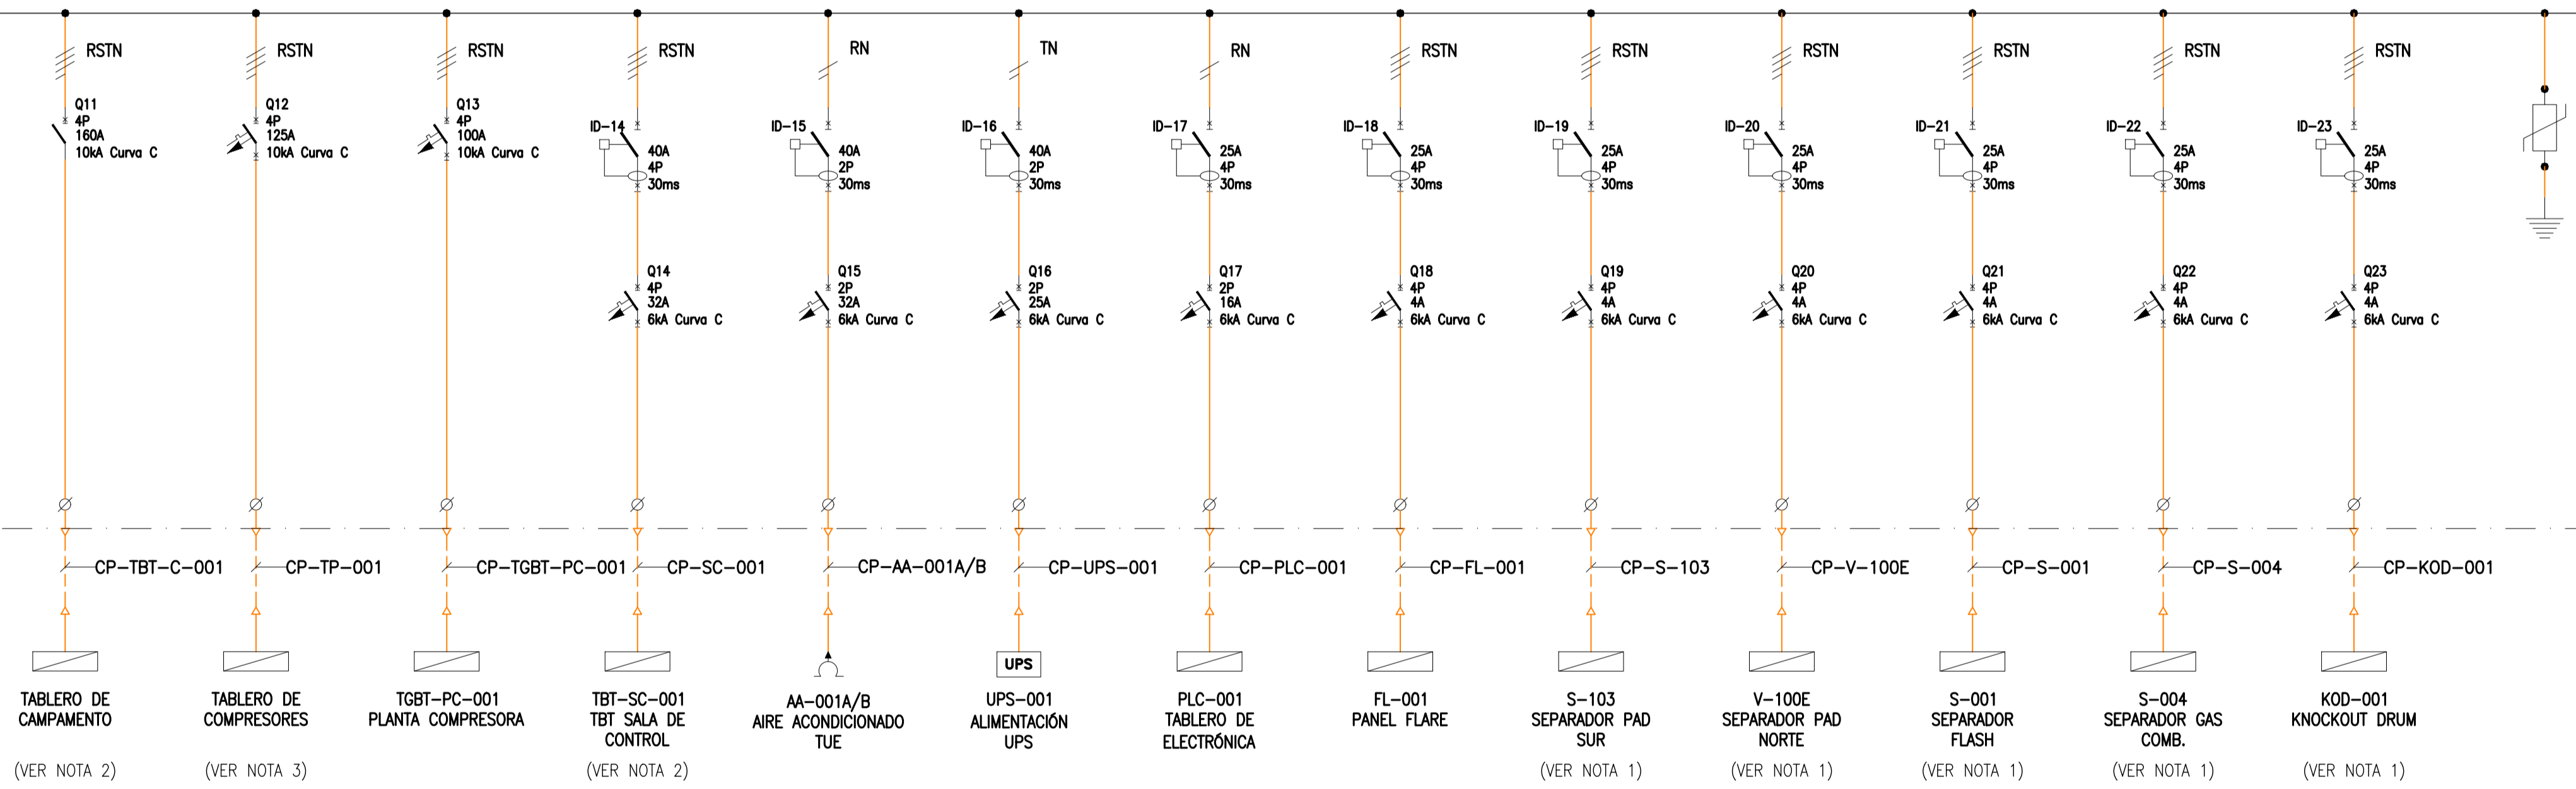 RSTN
RSTN
RSTN
RSTN
RN
TN
RN
RSTN
RSTN
RSTN
RSTN
RSTN
RSTN
Q11
4P
160A
10kA Curva C
Q12
4P
125A
10kA Curva C
Q13
4P
100A
10kA Curva C
ID-14
40A
4P
30ms
ID-15
40A
2P
30ms
ID-16
40A
2P
30ms
ID-17
25A
4P
30ms
ID-18
25A
4P
30ms
ID-19
25A
4P
30ms
ID-20
25A
4P
30ms
ID-21
25A
4P
30ms
ID-22
25A
4P
30ms
ID-23
25A
4P
30ms
Q14
4P
32A
6kA Curva C
Q15
2P
32A
6kA Curva C
Q16
2P
25A
6kA Curva C
Q17
2P
16A
6kA Curva C
Q18
4P
4A
6kA Curva C
Q19
4P
4A
6kA Curva C
Q20
4P
4A
6kA Curva C
Q21
4P
4A
6kA Curva C
Q22
4P
4A
6kA Curva C
Q23
4P
4A
6kA Curva C
CP-TBT-C-001
CP-TP-001
CP-TGBT-PC-001
CP-SC-001
CP-AA-001A/B
CP-UPS-001
CP-PLC-001
CP-FL-001
CP-S-103
CP-V-100E
CP-S-001
CP-S-004
CP-KOD-001
TABLERO DE
CAMPAMENTO
(VER NOTA 2)
TABLERO DE
COMPRESORES
(VER NOTA 3)
TGBT-PC-001
PLANTA COMPRESORA
TBT-SC-001
TBT SALA DE
CONTROL
(VER NOTA 2)
AA-001A/B
AIRE ACONDICIONADO
TUE
UPS
UPS-001
ALIMENTACIÓN
UPS
PLC-001
TABLERO DE
ELECTRÓNICA
FL-001
PANEL FLARE
S-103
SEPARADOR PAD
SUR
(VER NOTA 1)
V-100E
SEPARADOR PAD
NORTE
(VER NOTA 1)
S-001
SEPARADOR
FLASH
(VER NOTA 1)
S-004
SEPARADOR GAS
COMB.
(VER NOTA 1)
KOD-001
KNOCKOUT DRUM
(VER NOTA 1)